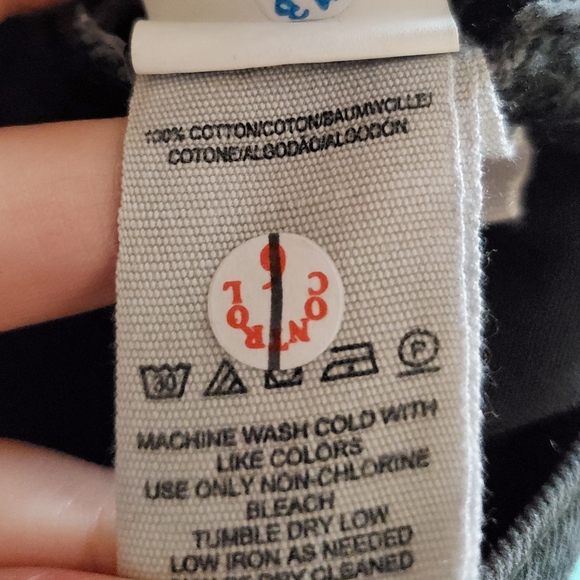 100% COTTON/COTON/BAUMWOLLE/
COTONE/ALGODAO/ALGODÓN
CONTROL
30
P
MACHINE WASH COLD WITH
LIKE COLORS
USE ONLY NON-CHLORINE
BLEACH
TUMBLE DRY LOW
LOW IRON AS NEEDED
DRY CLEANED